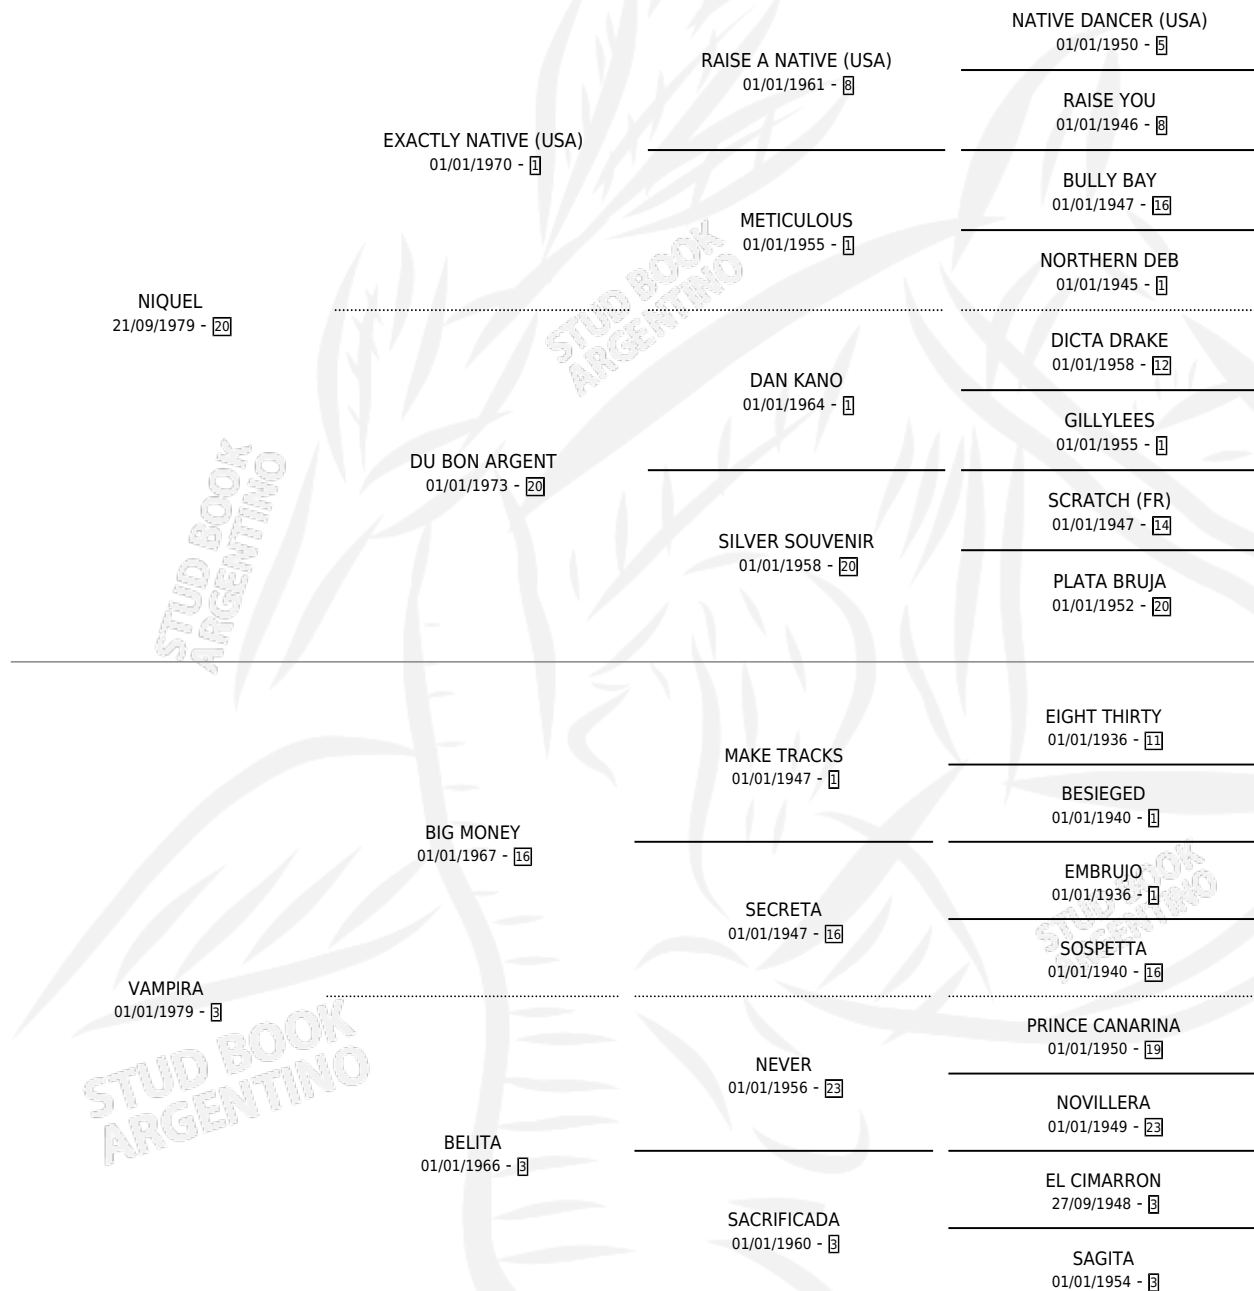 NATIVE DANCER (USA)
01/01/1950 - 5
RAISE A NATIVE (USA)
01/01/1961 - 8
RAISE YOU
01/01/1946 - 8
EXACTLY NATIVE (USA)
01/01/1970 - 1
BULLY BAY
01/01/1947 - 16
METICULOUS
01/01/1955 - 1
NORTHERN DEB
01/01/1945 - 1
NIQUEL
21/09/1979 - 20
DICTA DRAKE
01/01/1958 - 12
DAN KANO
01/01/1964 - 1
GILLYLEES
01/01/1955 - 1
DU BON ARGENT
01/01/1973 - 20
SCRATCH (FR)
01/01/1947 - 14
SILVER SOUVENIR
01/01/1958 - 20
PLATA BRUJA
01/01/1952 - 20
STUD BOOK
ARGENTINO
STUD BOOK
ARGENTINO
EIGHT THIRTY
01/01/1936 - 11
MAKE TRACKS
01/01/1947 - 1
BESIEGED
01/01/1940 - 1
BIG MONEY
01/01/1967 - 16
EMBRUJO
01/01/1936 - 1
SECRETA
01/01/1947 - 16
SOSPETTA
01/01/1940 - 16
VAMPIRA
01/01/1979 - 3
PRINCE CANARINA
01/01/1950 - 19
NEVER
01/01/1956 - 23
NOVILLERA
01/01/1949 - 23
BELITA
01/01/1966 - 3
EL CIMARRON
27/09/1948 - 3
SACRIFICADA
01/01/1960 - 3
SAGITA
01/01/1954 - 3
STUD BOOK
ARGENTINO
STUD BOOK
ARGENTINO